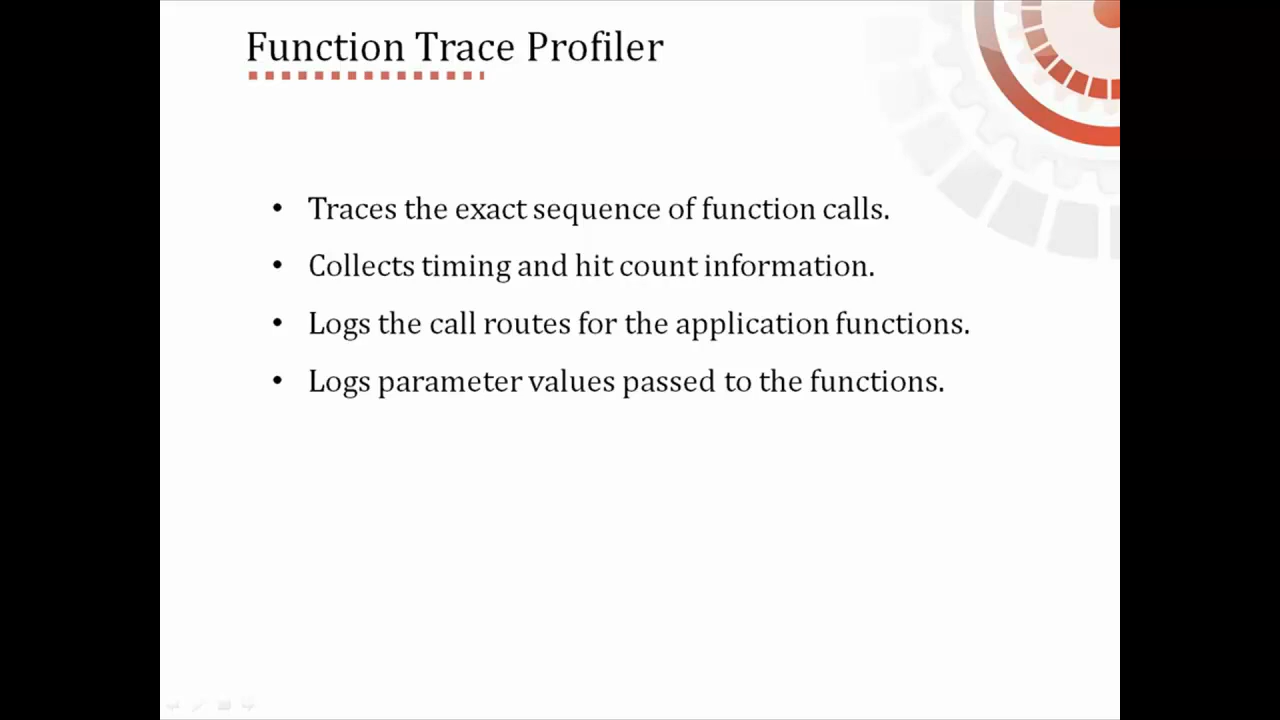 Function Trace Profiler
• Traces the exact sequence of function calls.
• Collects timing and hit count information.
• Logs the call routes for the application functions.
• Logs parameter values passed to the functions.